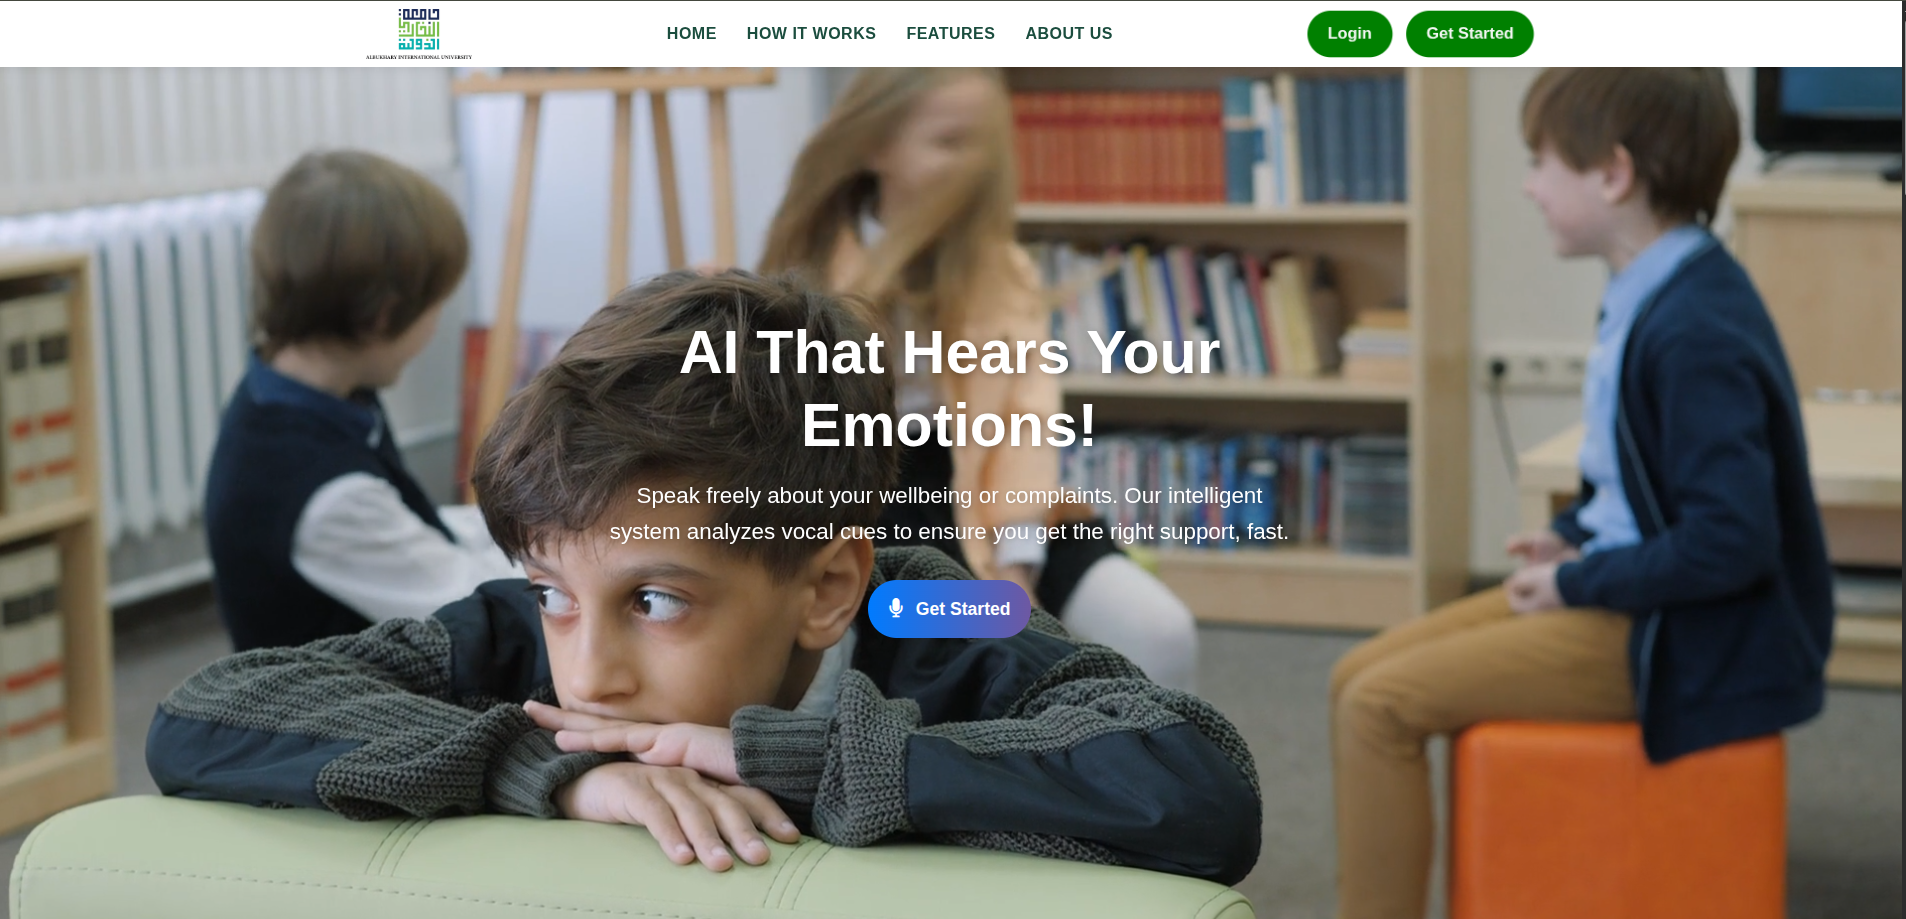 جامعة
البخاري
الدولية
ALBUKHARY INTERNATIONAL UNIVERSITY
HOME
HOW IT WORKS
FEATURES
ABOUT US
Login
Get Started
AI That Hears Your
Emotions!
Speak freely about your wellbeing or complaints. Our intelligent
system analyzes vocal cues to ensure you get the right support, fast.
Get Started